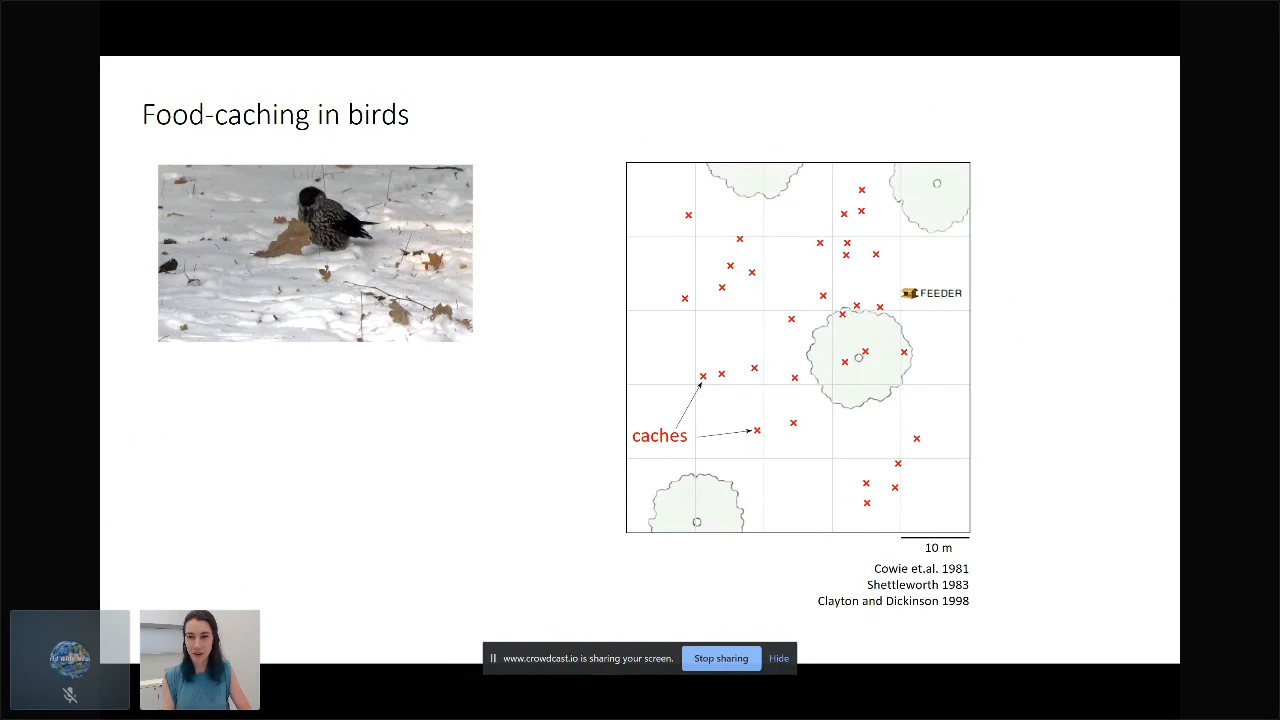 Food-caching in birds
FEEDER
caches
10 m
Cowie et.al. 1981
Shettleworth 1983
Clayton and Dickinson 1998
www.crowdcast.io is sharing your screen.
Stop sharing
Hide